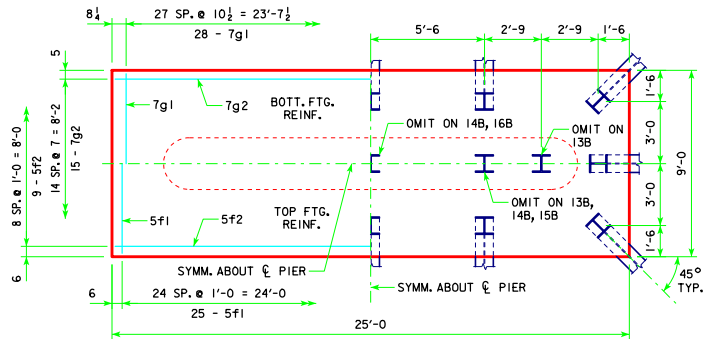 8¼
27 SP.@ 10½ = 23'-7½
28 - 7g1
5'-6
2'-9
2'-9
1'-6
5
7g1
7g2
BOTT.FTG.
REINF.
OMIT ON 14B,16B
OMIT ON
13B
1'-6
3'-0
9'-0
3'-0
1'-6
8 SP.@ 1'-0 = 8'-0
9 - 5f2
14 SP.@ 7 = 8'-2
15 - 7g2
5f1
5f2
TOP FTG.
REINF.
OMIT ON 13B,
14B,15B
6
SYMM.ABOUT ℄ PIER
SYMM.ABOUT ℄ PIER
45°
TYP.
6
24 SP.@ 1'-0 = 24'-0
25 - 5f1
25'-0